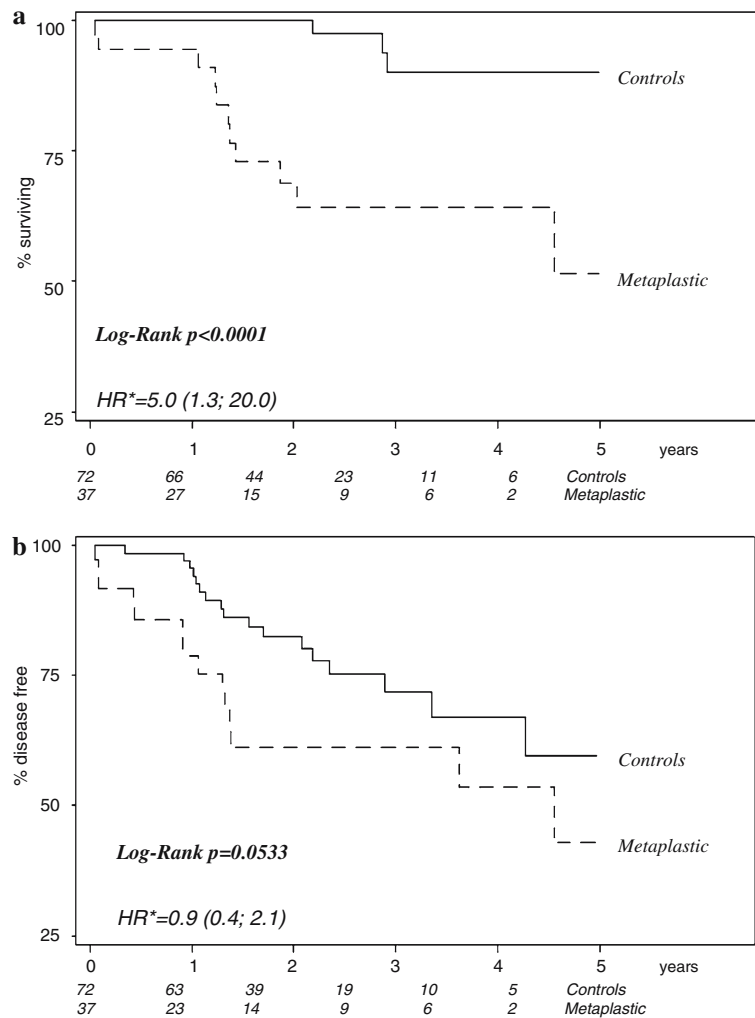 a
100
75
50
25
% surviving
Controls
Metaplastic
Log-Rank p<0.0001
HR*=5.0 (1.3; 20.0)
0 1 2 3 4 5 years
72 66 44 23 11 6 Controls
37 27 15 9 6 2 Metaplastic
b
100
75
50
25
% disease free
Controls
Metaplastic
Log-Rank p=0.0533
HR*=0.9 (0.4; 2.1)
0 1 2 3 4 5 years
72 63 39 19 10 5 Controls
37 23 14 9 6 2 Metaplastic